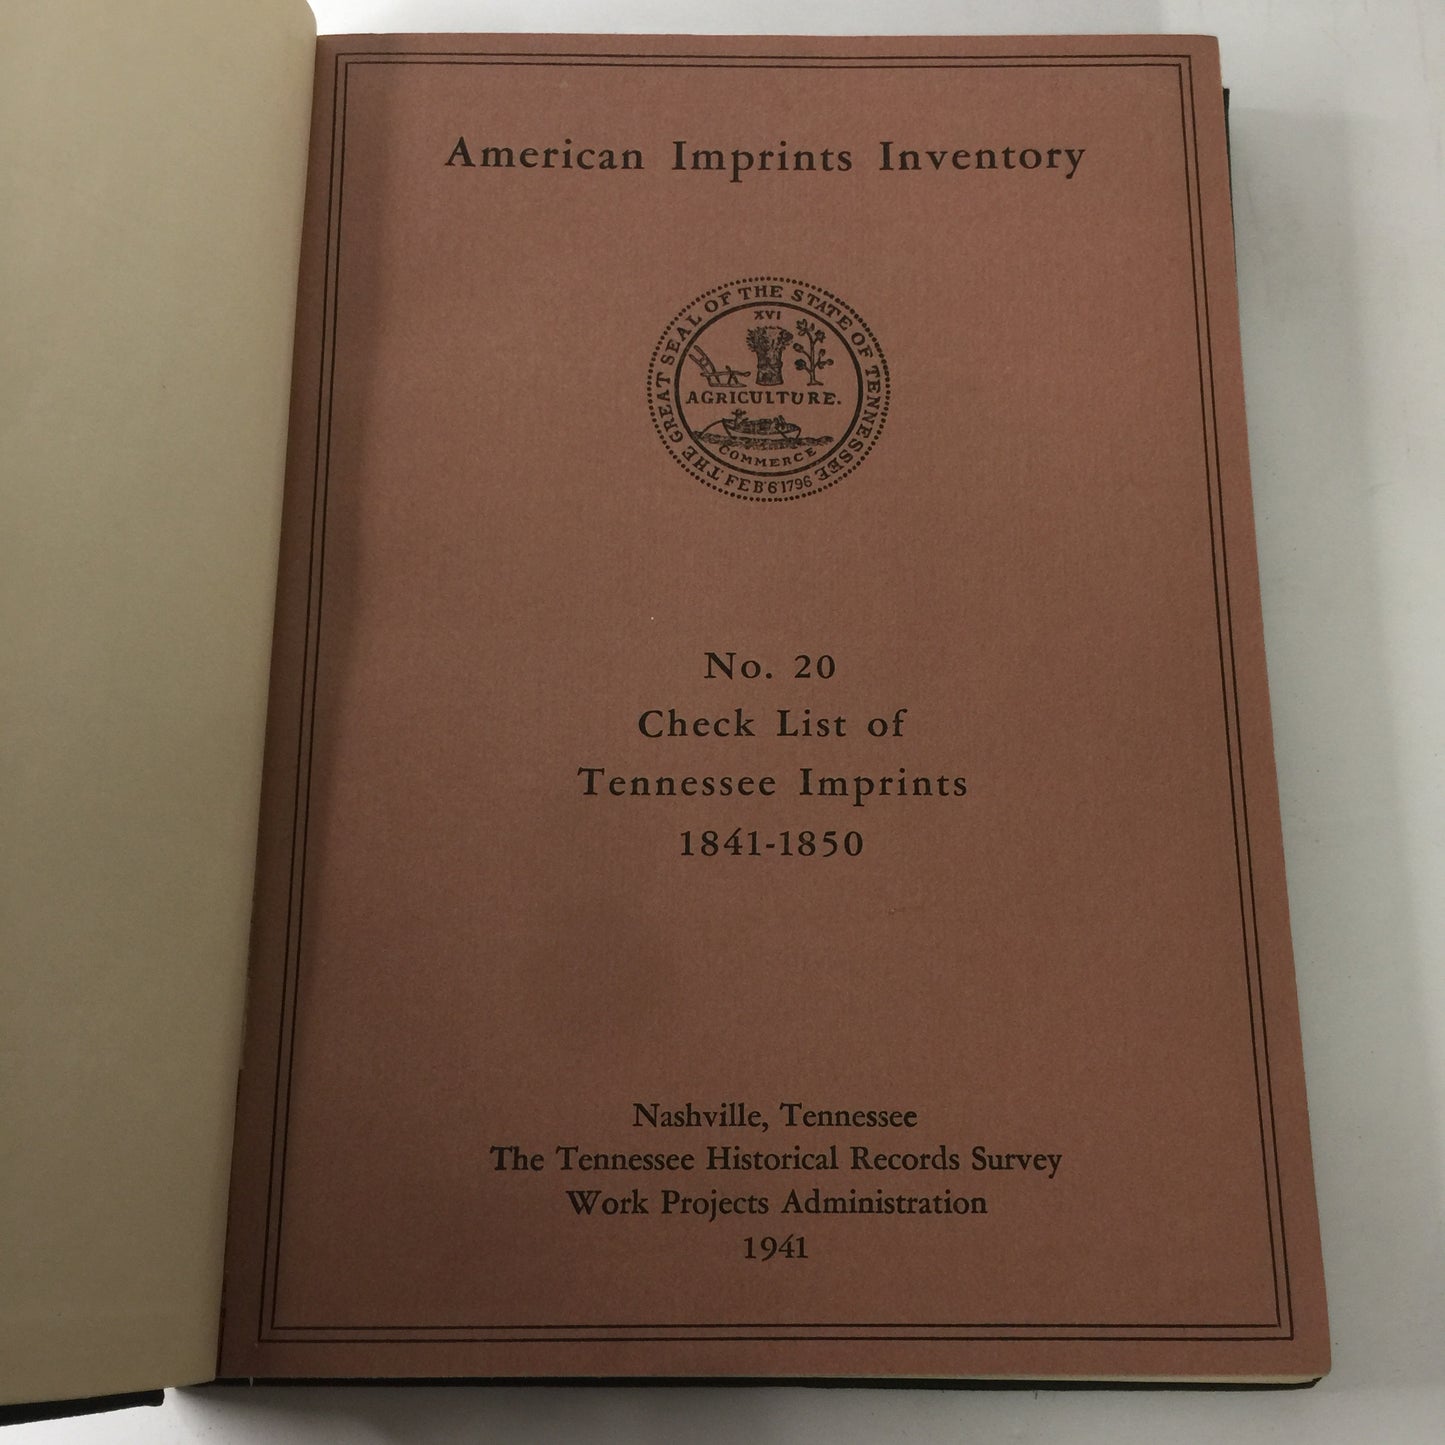 American Imprints Inventory
THE GREAT SEAL OF THE STATE OF TENNESSEE
XVI
AGRICULTURE.
COMMERCE
FEB 6 1796
No. 20
Check List of
Tennessee Imprints
1841-1850
Nashville, Tennessee
The Tennessee Historical Records Survey
Work Projects Administration
1941